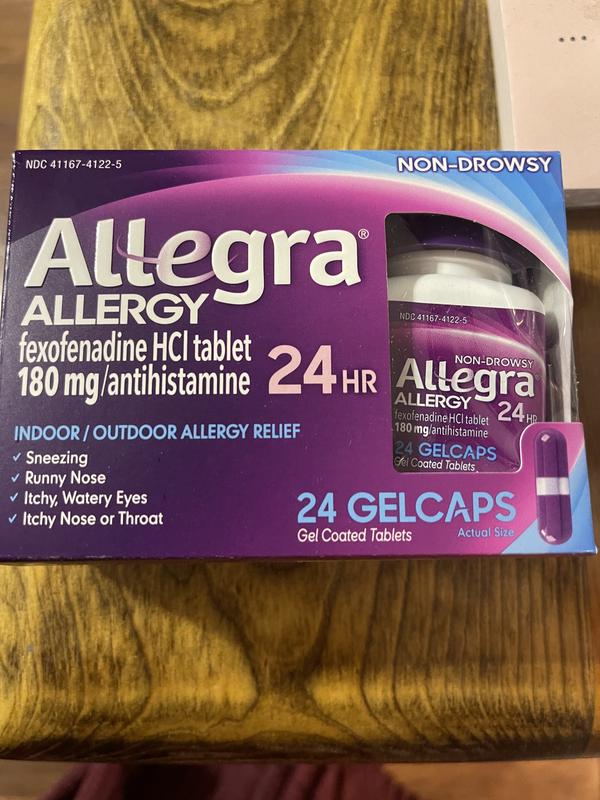 NDC 41167-4122-5
NON-DROWSY
Allegra®
ALLERGY
fexofenadine HCl tablet
180 mg/antihistamine
24 HR
INDOOR / OUTDOOR ALLERGY RELIEF
✓ Sneezing
✓ Runny Nose
✓ Itchy, Watery Eyes
✓ Itchy Nose or Throat
24 GELCAPS
Gel Coated Tablets
Actual Size
NDC 41167-4122-5
NON-DROWSY
Allegra®
ALLERGY
fexofenadine HCl tablet
180 mg/antihistamine
24 HR
24 GELCAPS
Gel Coated Tablets